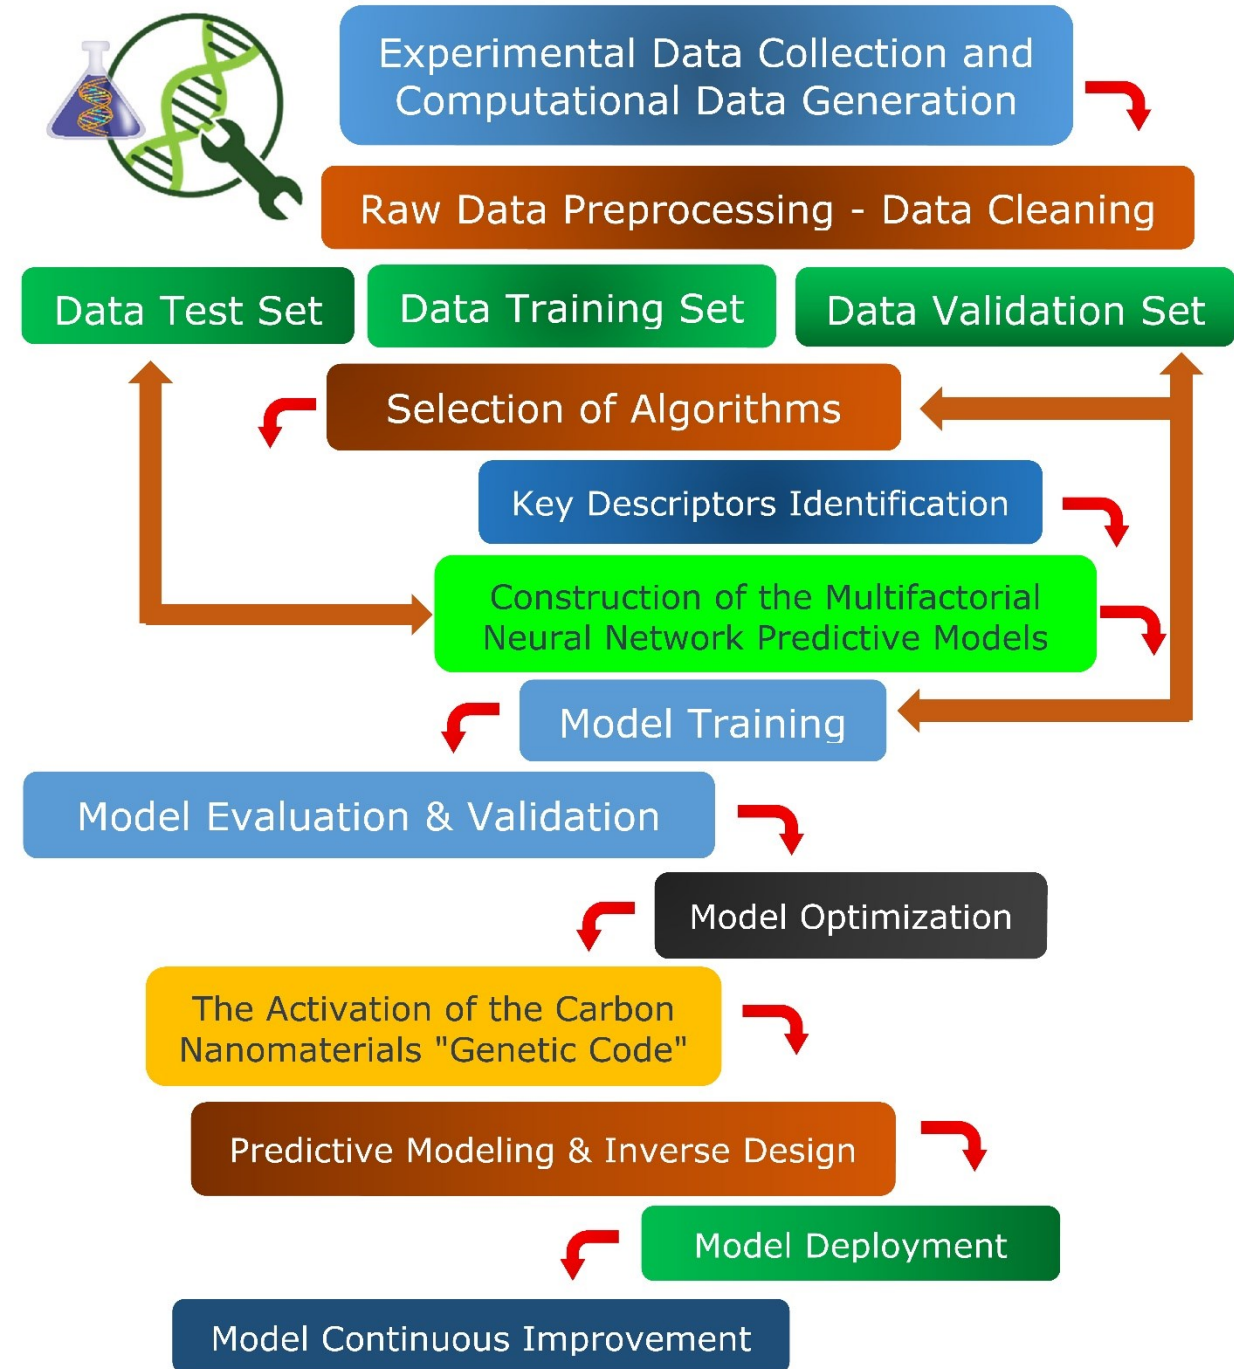 Experimental Data Collection and
Computational Data Generation
Raw Data Preprocessing - Data Cleaning
Data Test Set
Data Training Set
Data Validation Set
Selection of Algorithms
Key Descriptors Identification
Construction of the Multifactorial
Neural Network Predictive Models
Model Training
Model Evaluation & Validation
Model Optimization
The Activation of the Carbon
Nanomaterials "Genetic Code"
Predictive Modeling & Inverse Design
Model Deployment
Model Continuous Improvement